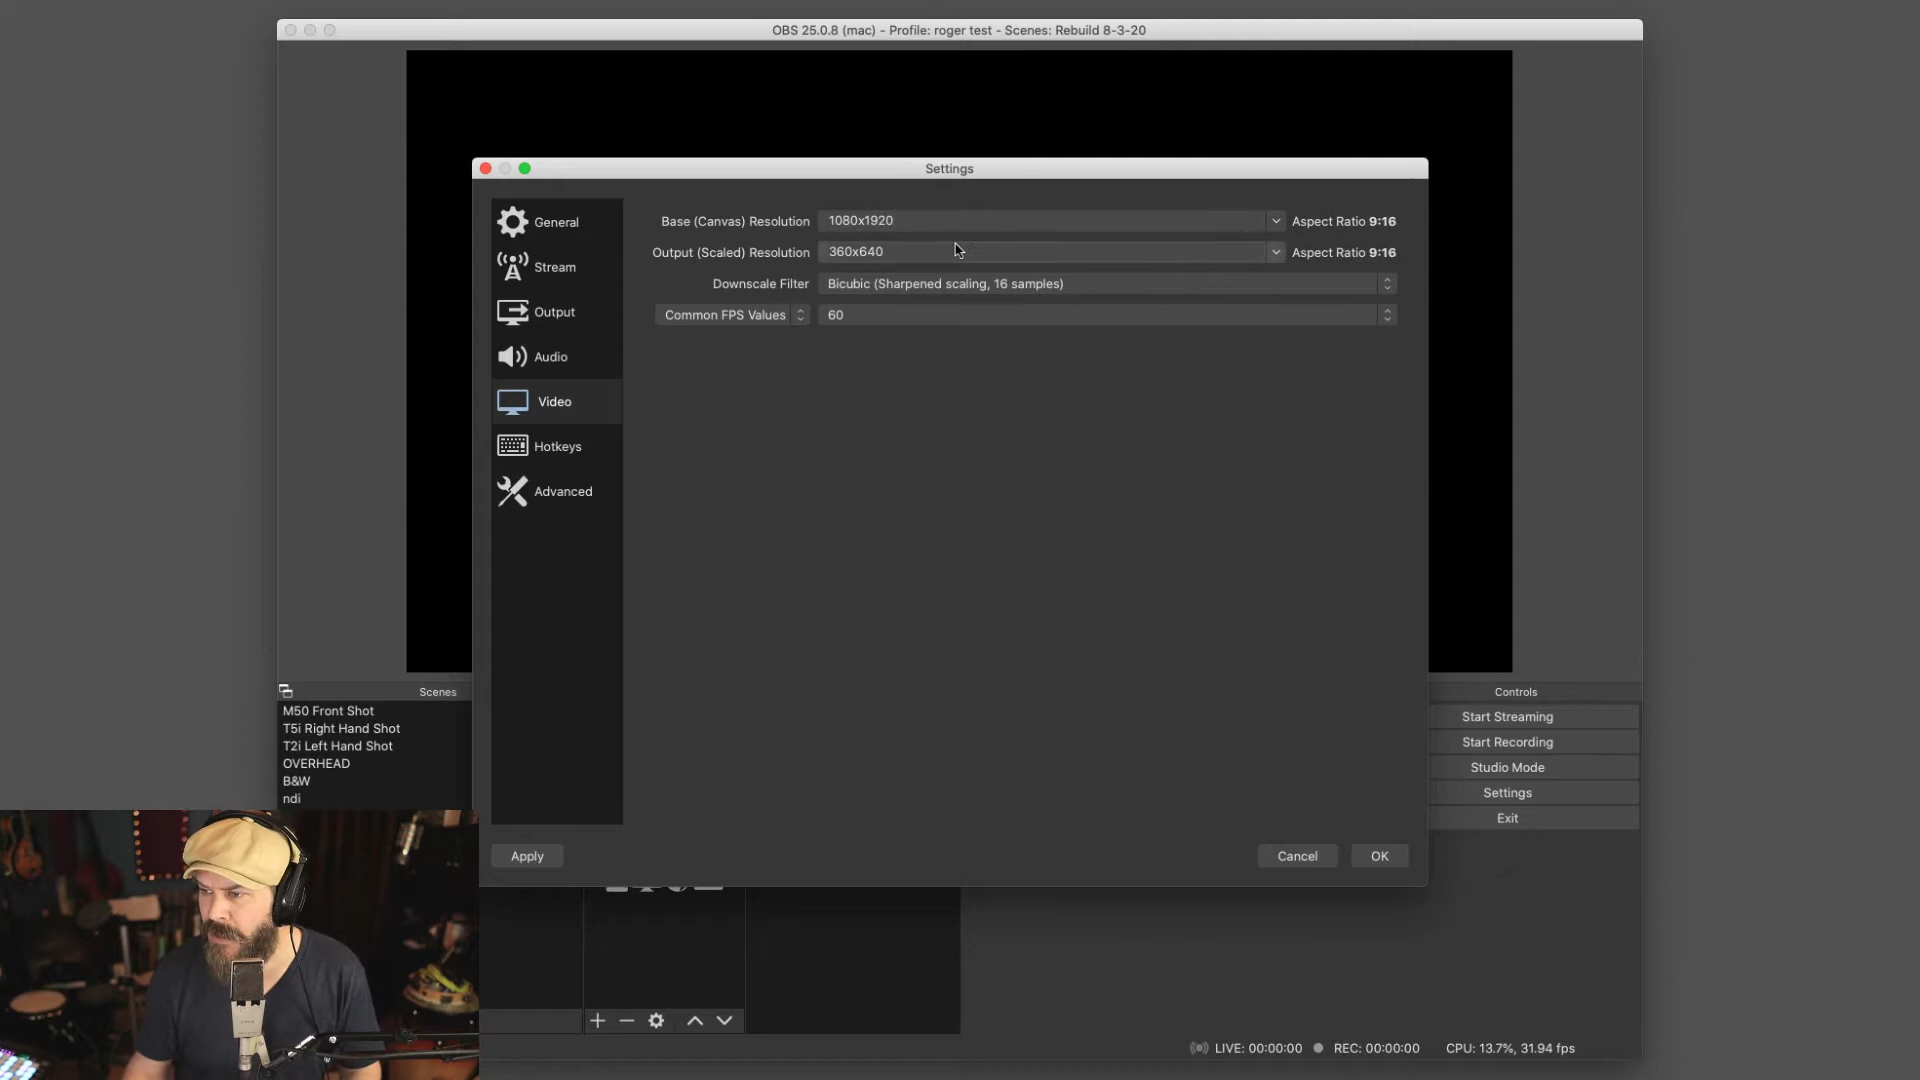 OBS 25.0.8 (mac) - Profile: roger test - Scenes: Rebuild 8-3-20
Settings
General
Stream
Output
Audio
Video
Hotkeys
Advanced
Base (Canvas) Resolution 1080x1920 Aspect Ratio 9:16
Output (Scaled) Resolution 360x640 Aspect Ratio 9:16
Downscale Filter Bicubic (Sharpened scaling, 16 samples)
Common FPS Values 60
Apply
Cancel
OK
Scenes
M50 Front Shot
T5i Right Hand Shot
T2i Left Hand Shot
OVERHEAD
B&W
ndi
Controls
Start Streaming
Start Recording
Studio Mode
Settings
Exit
LIVE: 00:00:00 REC: 00:00:00 CPU: 13.7%, 31.94 fps